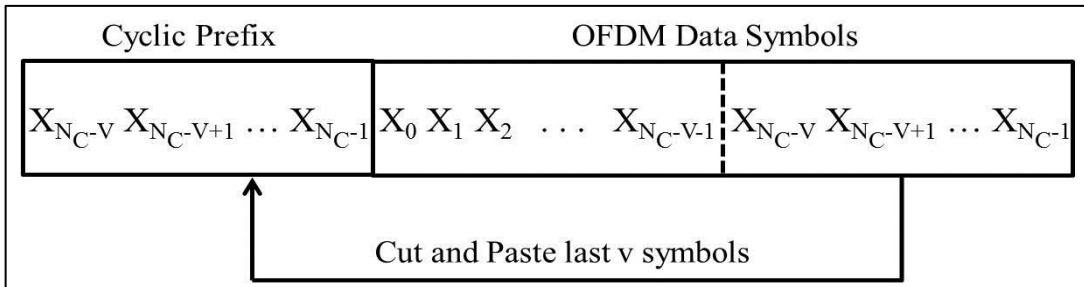 Cyclic Prefix OFDM Data Symbols
X_{N_C-V} X_{N_C-V+1} … X_{N_C-1} X_0 X_1 X_2 . . . X_{N_C-V-1} X_{N_C-V} X_{N_C-V+1} … X_{N_C-1}
Cut and Paste last v symbols